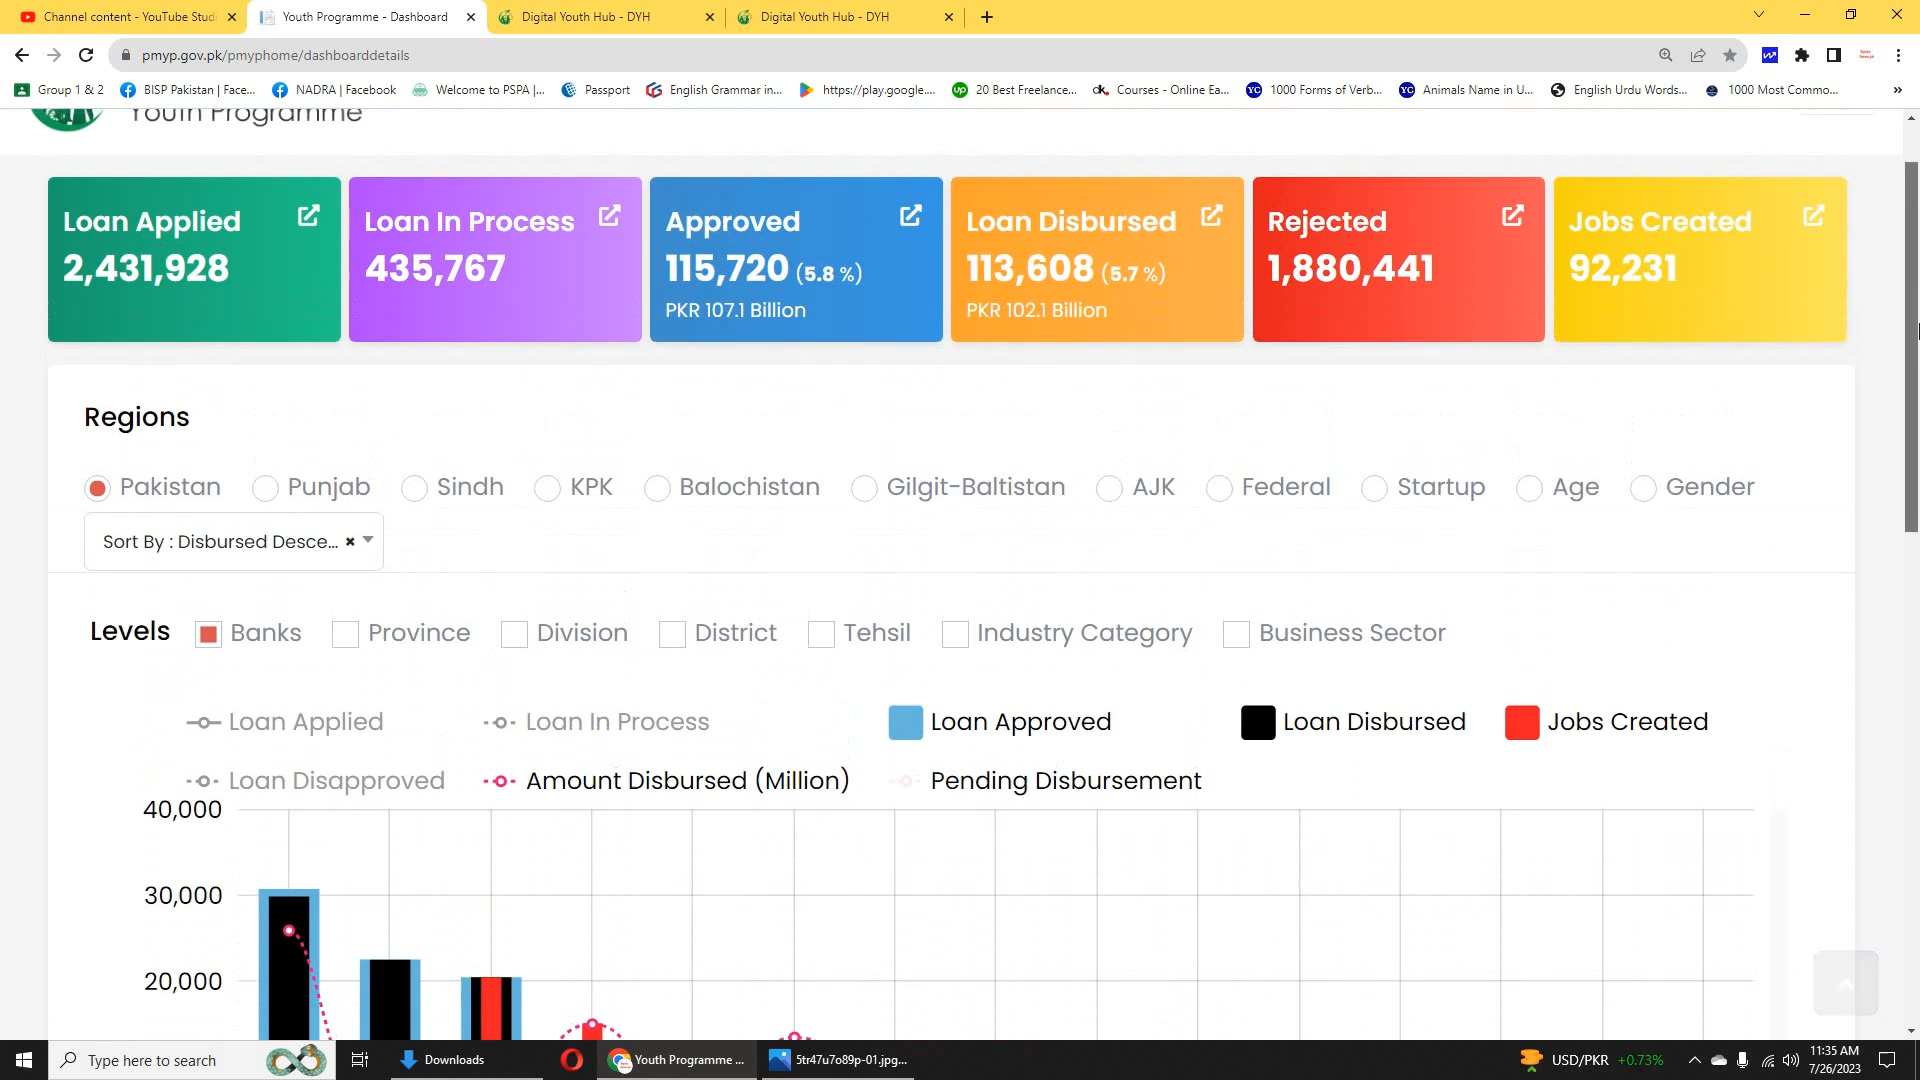 Channel content - YouTube Stud
Youth Programme - Dashboard
Digital Youth Hub - DYH
Digital Youth Hub - DYH
pmyp.gov.pk/pmyphome/dashboarddetails
Group 1 & 2
BISP Pakistan | Face...
NADRA | Facebook
Welcome to PSPA |...
Passport
English Grammar in...
https://play.google....
20 Best Freelance...
Courses - Online Ea...
1000 Forms of Verb...
Animals Name in U...
English Urdu Words...
1000 Most Commo...
Youth Programme
Loan Applied
2,431,928
Loan In Process
435,767
Approved
115,720 (5.8 %)
PKR 107.1 Billion
Loan Disbursed
113,608 (5.7 %)
PKR 102.1 Billion
Rejected
1,880,441
Jobs Created
92,231
Regions
Pakistan Punjab Sindh KPK Balochistan Gilgit-Baltistan AJK Federal Startup Age Gender
Sort By : Disbursed Desce... ×
Levels Banks Province Division District Tehsil Industry Category Business Sector
Loan Applied Loan In Process Loan Approved Loan Disbursed Jobs Created
Loan Disapproved Amount Disbursed (Million) Pending Disbursement
40,000
30,000
20,000
Type here to search
Downloads
Youth Programme ...
5tr47u7o89p-01.jpg...
USD/PKR +0.73%
11:35 AM
7/26/2023